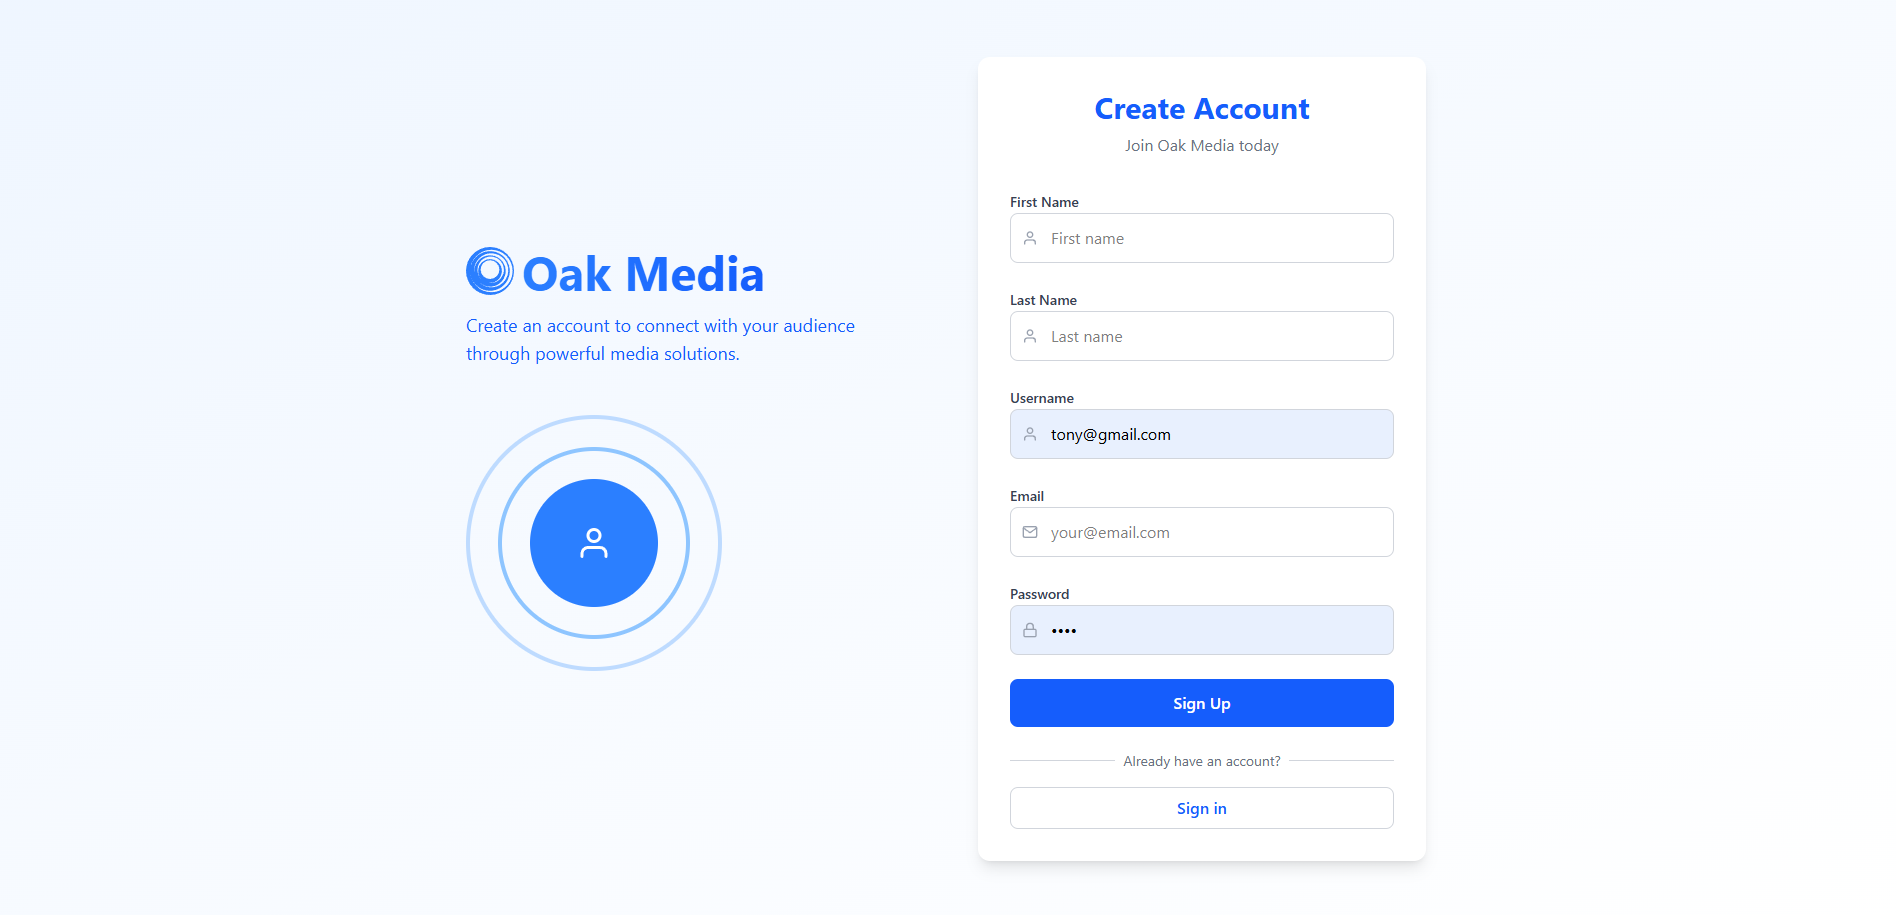 Oak Media
Create an account to connect with your audience
through powerful media solutions.
Create Account
Join Oak Media today
First Name
First name
Last Name
Last name
Username
tony@gmail.com
Email
your@email.com
Password
••••
Sign Up
Already have an account?
Sign in